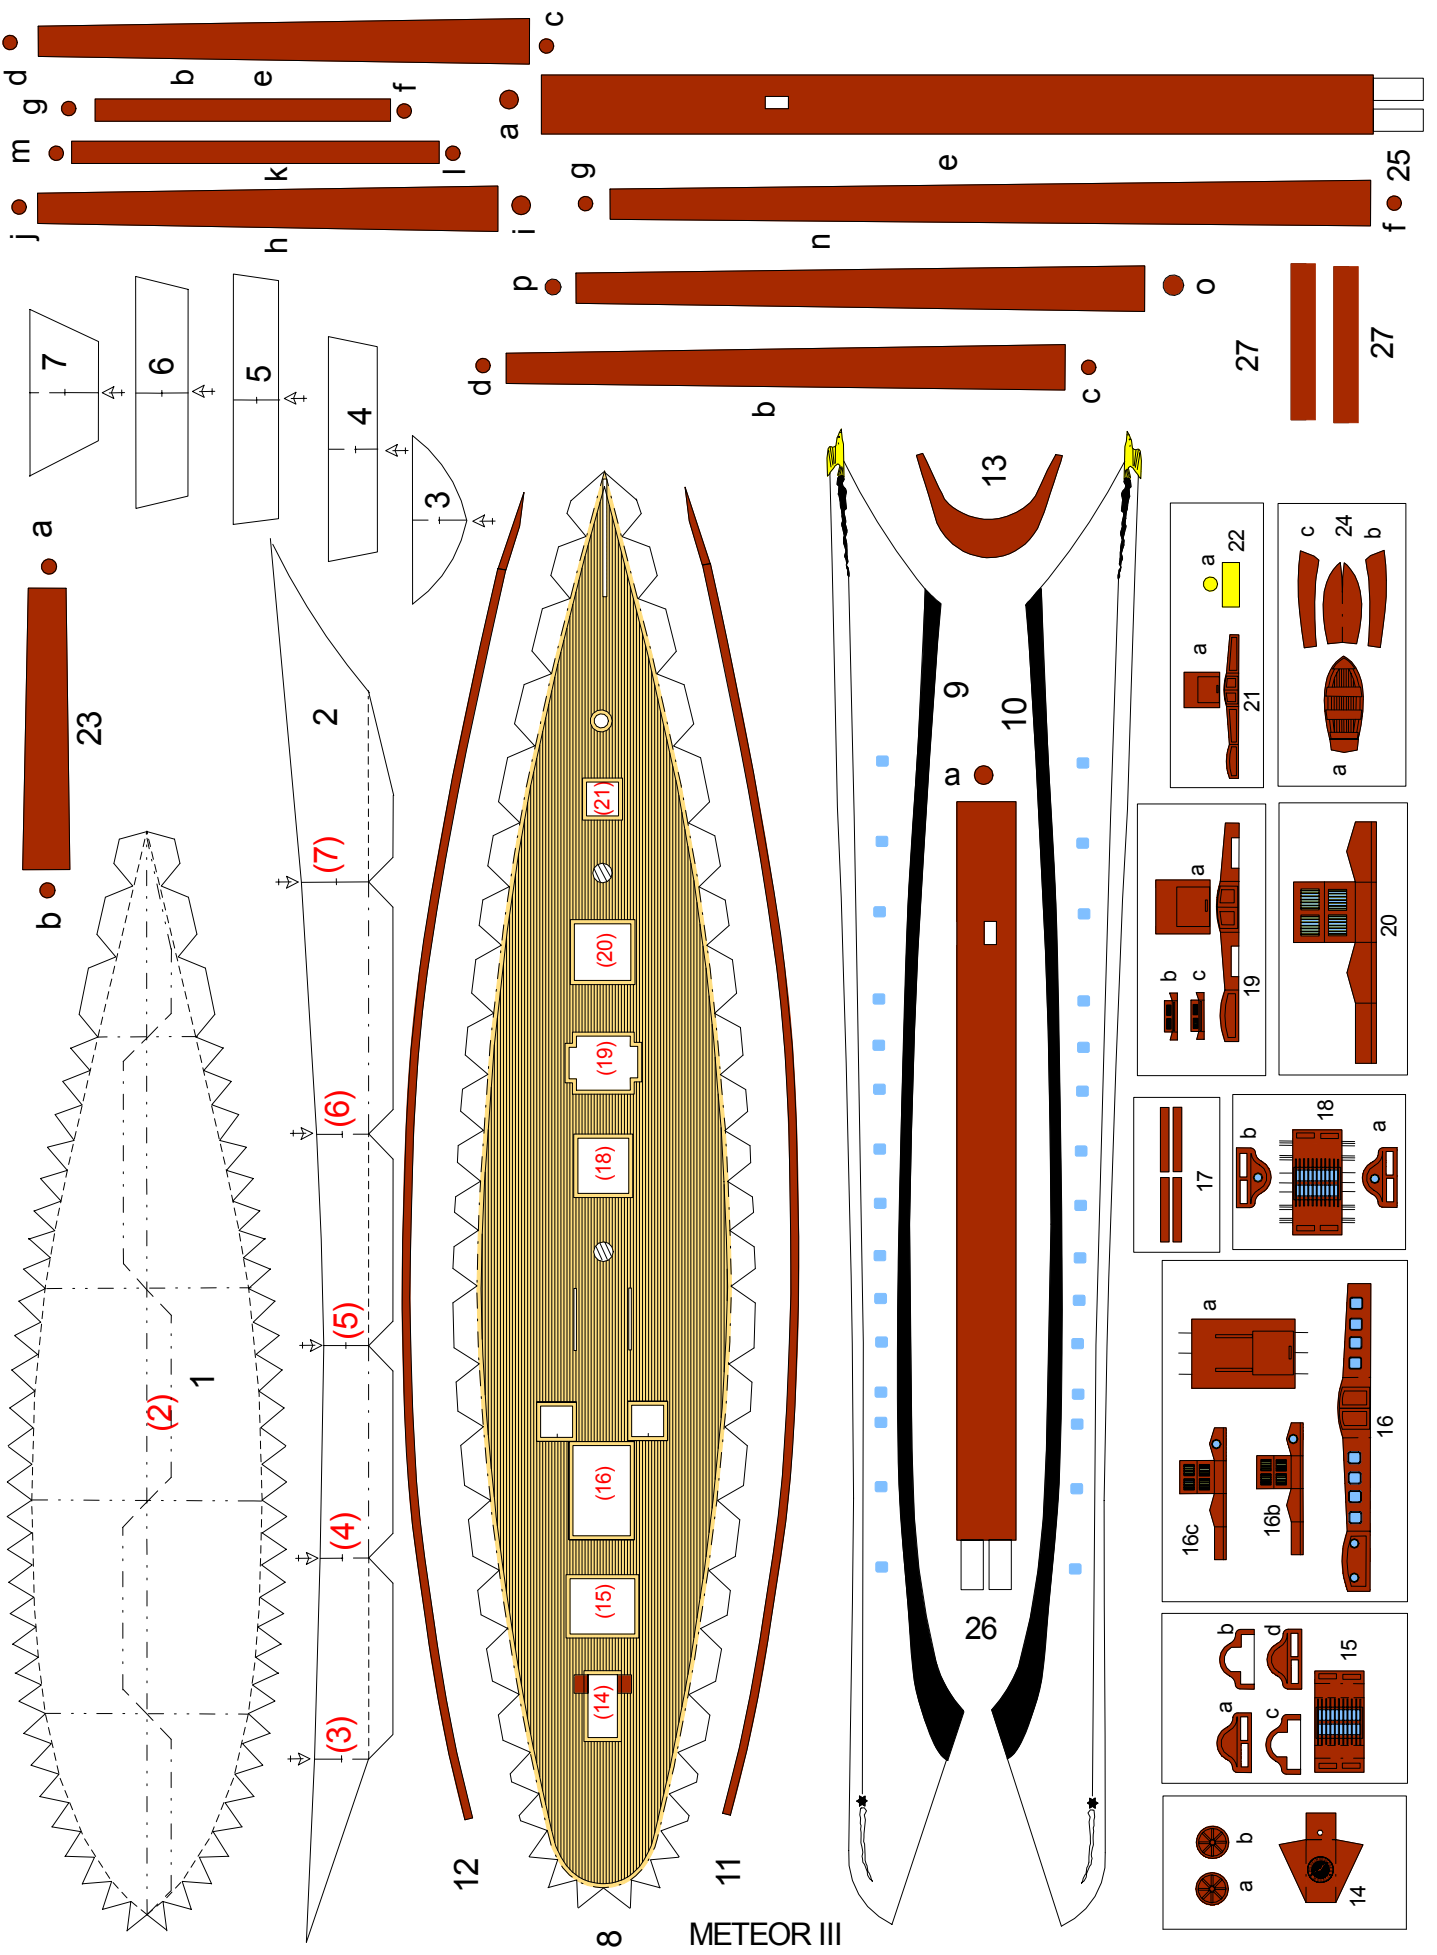 d
c
b
e
g
f
a
m
k
l
j
h
i
g
e
25
n
f
p
o
27
27
d
b
c
7
6
5
4
3
a
23
b
2
(7)
(6)
(5)
(4)
(3)
1
(2)
13
9
10
a
26
(21)
(20)
(19)
(18)
(16)
(15)
(14)
12
11
8
METEOR III
a
22
a
21
c
24
b
a
a
b
c
19
20
17
b
18
a
a
16c
16b
16
b
d
a
c
15
b
a
14